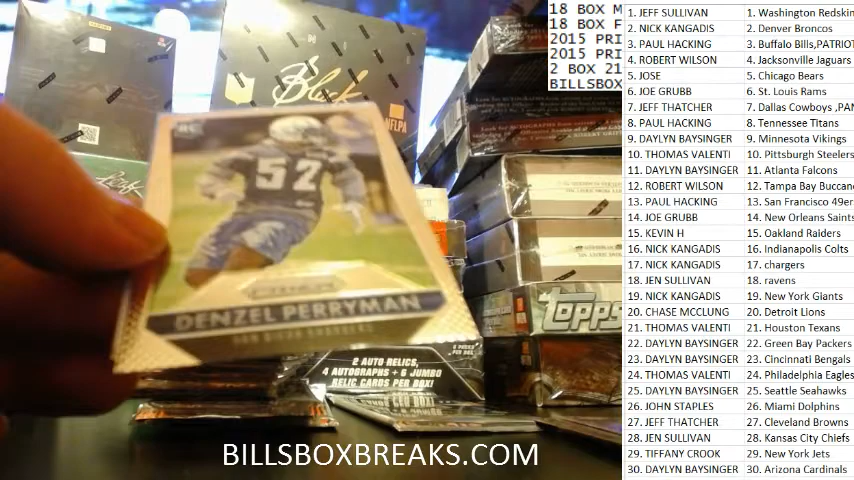 18 BOX M
18 BOX F
2015 PRI
2015 PRI
2 BOX 21
BILLSBOX
1. JEFF SULLIVAN 1. Washington Redskin
2. NICK KANGADIS 2. Denver Broncos
3. PAUL HACKING 3. Buffalo Bills,PATRIOT
4. ROBERT WILSON 4. Jacksonville Jaguars
5. JOSE 5. Chicago Bears
6. JOE GRUBB 6. St. Louis Rams
7. JEFF THATCHER 7. Dallas Cowboys ,PAN
8. PAUL HACKING 8. Tennessee Titans
9. DAYLYN BAYSINGER 9. Minnesota Vikings
10. THOMAS VALENTI 10. Pittsburgh Steelers
11. DAYLYN BAYSINGER 11. Atlanta Falcons
12. ROBERT WILSON 12. Tampa Bay Buccane
13. PAUL HACKING 13. San Francisco 49er
14. JOE GRUBB 14. New Orleans Saints
15. KEVIN H 15. Oakland Raiders
16. NICK KANGADIS 16. Indianapolis Colts
17. NICK KANGADIS 17. chargers
18. JEN SULLIVAN 18. ravens
19. NICK KANGADIS 19. New York Giants
20. CHASE MCCLUNG 20. Detroit Lions
21. THOMAS VALENTI 21. Houston Texans
22. DAYLYN BAYSINGER 22. Green Bay Packers
23. DAYLYN BAYSINGER 23. Cincinnati Bengals
24. THOMAS VALENTI 24. Philadelphia Eagles
25. DAYLYN BAYSINGER 25. Seattle Seahawks
26. JOHN STAPLES 26. Miami Dolphins
27. JEFF THATCHER 27. Cleveland Browns
28. JEN SULLIVAN 28. Kansas City Chiefs
29. TIFFANY CROOK 29. New York Jets
30. DAYLYN BAYSINGER 30. Arizona Cardinals
Black
NFLPA
Leaf
RC
52
PRIZM
DENZEL PERRYMAN
SAN DIEGO CHARGERS
Topps
2 AUTO RELICS,
4 AUTOGRAPHS + 6 JUMBO
RELIC CARDS PER BOX!
BILLSBOXBREAKS.COM